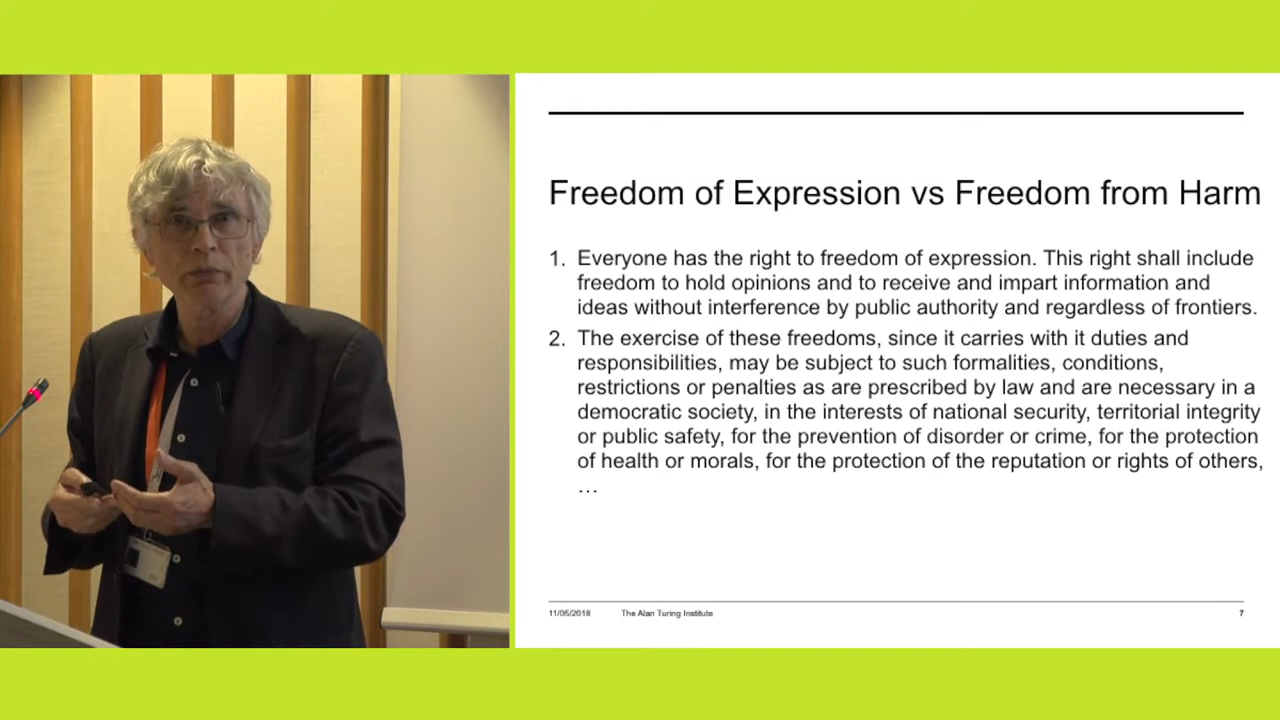 Freedom of Expression vs Freedom from Harm
1. Everyone has the right to freedom of expression. This right shall include
freedom to hold opinions and to receive and impart information and
ideas without interference by public authority and regardless of frontiers.
2. The exercise of these freedoms, since it carries with it duties and
responsibilities, may be subject to such formalities, conditions,
restrictions or penalties as are prescribed by law and are necessary in a
democratic society, in the interests of national security, territorial integrity
or public safety, for the prevention of disorder or crime, for the protection
of health or morals, for the protection of the reputation or rights of others,
…
11/05/2018 The Alan Turing Institute 7